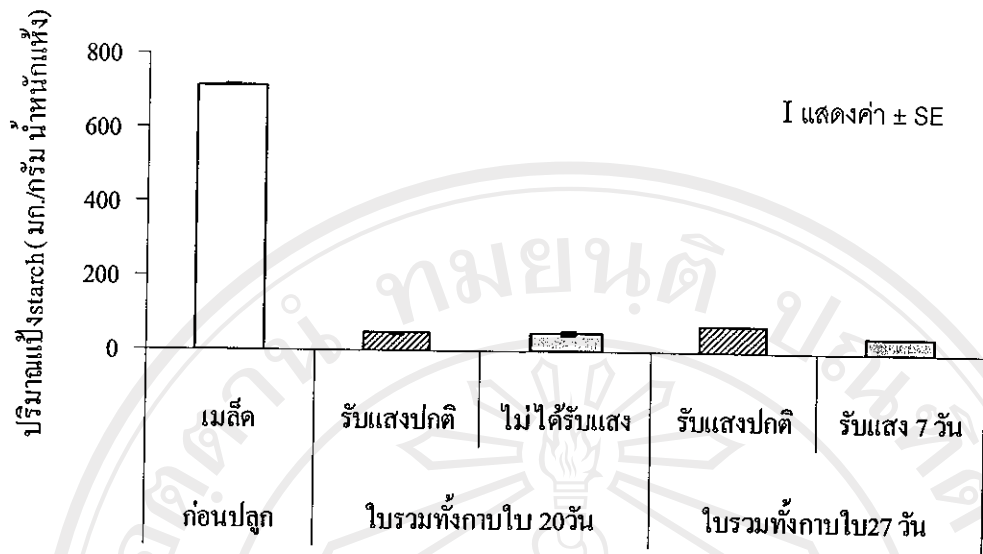 ปริมาณแป้งstarch( มก./กรัม น้ำหนักแห้ง)
800
600
400
200
0
I แสดงค่า ± SE
เมล็ด รับแสงปกติ ไม่ได้รับแสง รับแสงปกติ รับแสง 7 วัน
ก่อนปลูก ใบรวมทั้งกาบใบ 20วัน ใบรวมทั้งกาบใบ27 วัน